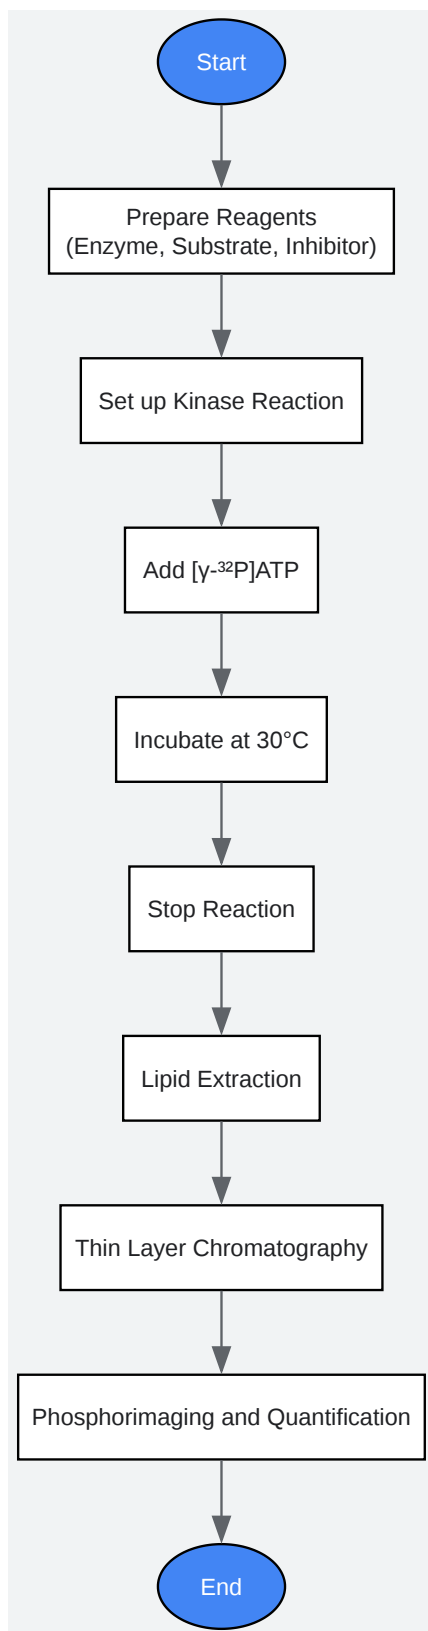 Start
Prepare Reagents
(Enzyme, Substrate, Inhibitor)
Set up Kinase Reaction
Add [γ-³²P]ATP
Incubate at 30°C
Stop Reaction
Lipid Extraction
Thin Layer Chromatography
Phosphorimaging and Quantification
End